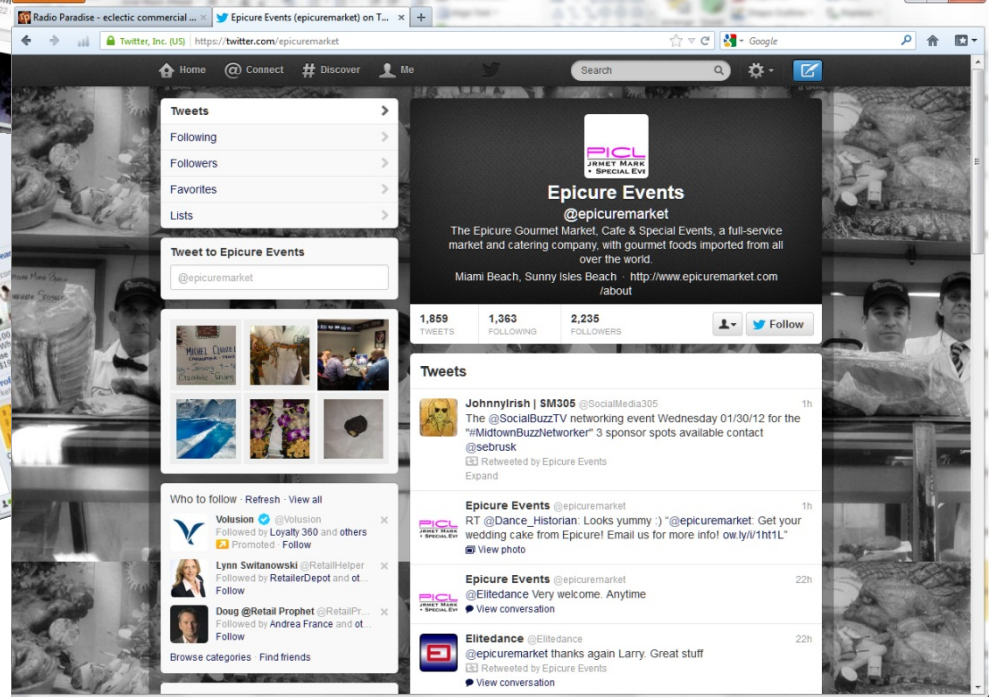 Radio Paradise - eclectic commercial ...
Epicure Events (epicuremarket) on T...
Twitter, Inc. (US) https://twitter.com/epicuremarket
Google
Home Connect Discover Me
Search
Tweets
Following
Followers
Favorites
Lists
Tweet to Epicure Events
@epicuremarket
PICL
JRMET MARK
• SPECIAL EVE
Epicure Events
@epicuremarket
The Epicure Gourmet Market, Cafe & Special Events, a full-service
market and catering company, with gourmet foods imported from all
over the world.
Miami Beach, Sunny Isles Beach · http://www.epicuremarket.com
/about
1,859 1,363 2,235
TWEETS FOLLOWING FOLLOWERS
Follow
Who to follow · Refresh · View all
Volusion @Volusion
Followed by Loyalty 360 and others
Promoted · Follow
Lynn Switanowski @RetailHelper
Followed by RetailerDepot and ot...
Follow
Doug @Retail Prophet @RetailPr...
Followed by Andrea France and ot...
Follow
Browse categories · Find friends
Tweets
JohnnyIrish | SM305 @SocialMedia305 1h
The @SocialBuzzTV networking event Wednesday 01/30/12 for the
"#MidtownBuzzNetworker" 3 sponsor spots available contact
@sebrusk
Retweeted by Epicure Events
Expand
Epicure Events @epicuremarket 1h
RT @Dance_Historian: Looks yummy :) "@epicuremarket: Get your
wedding cake from Epicure! Email us for more info! ow.ly/i/1ht1L"
View photo
Epicure Events @epicuremarket 22h
@Elitedance Very welcome. Anytime
View conversation
Elitedance @Elitedance 22h
@epicuremarket thanks again Larry. Great stuff
Retweeted by Epicure Events
View conversation